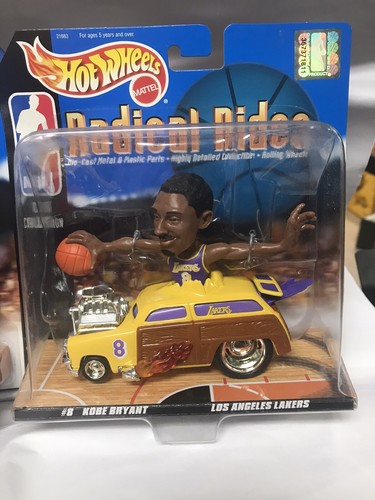 21463 For ages 5 years and over.
HOT WHEELS
MATTEL
Radical Rides
Die-Cast Metal & Plastic Parts • Highly Detailed Collection • Rolling Wheels
LAKERS
8
LAKERS
8
#8 KOBE BRYANT LOS ANGELES LAKERS